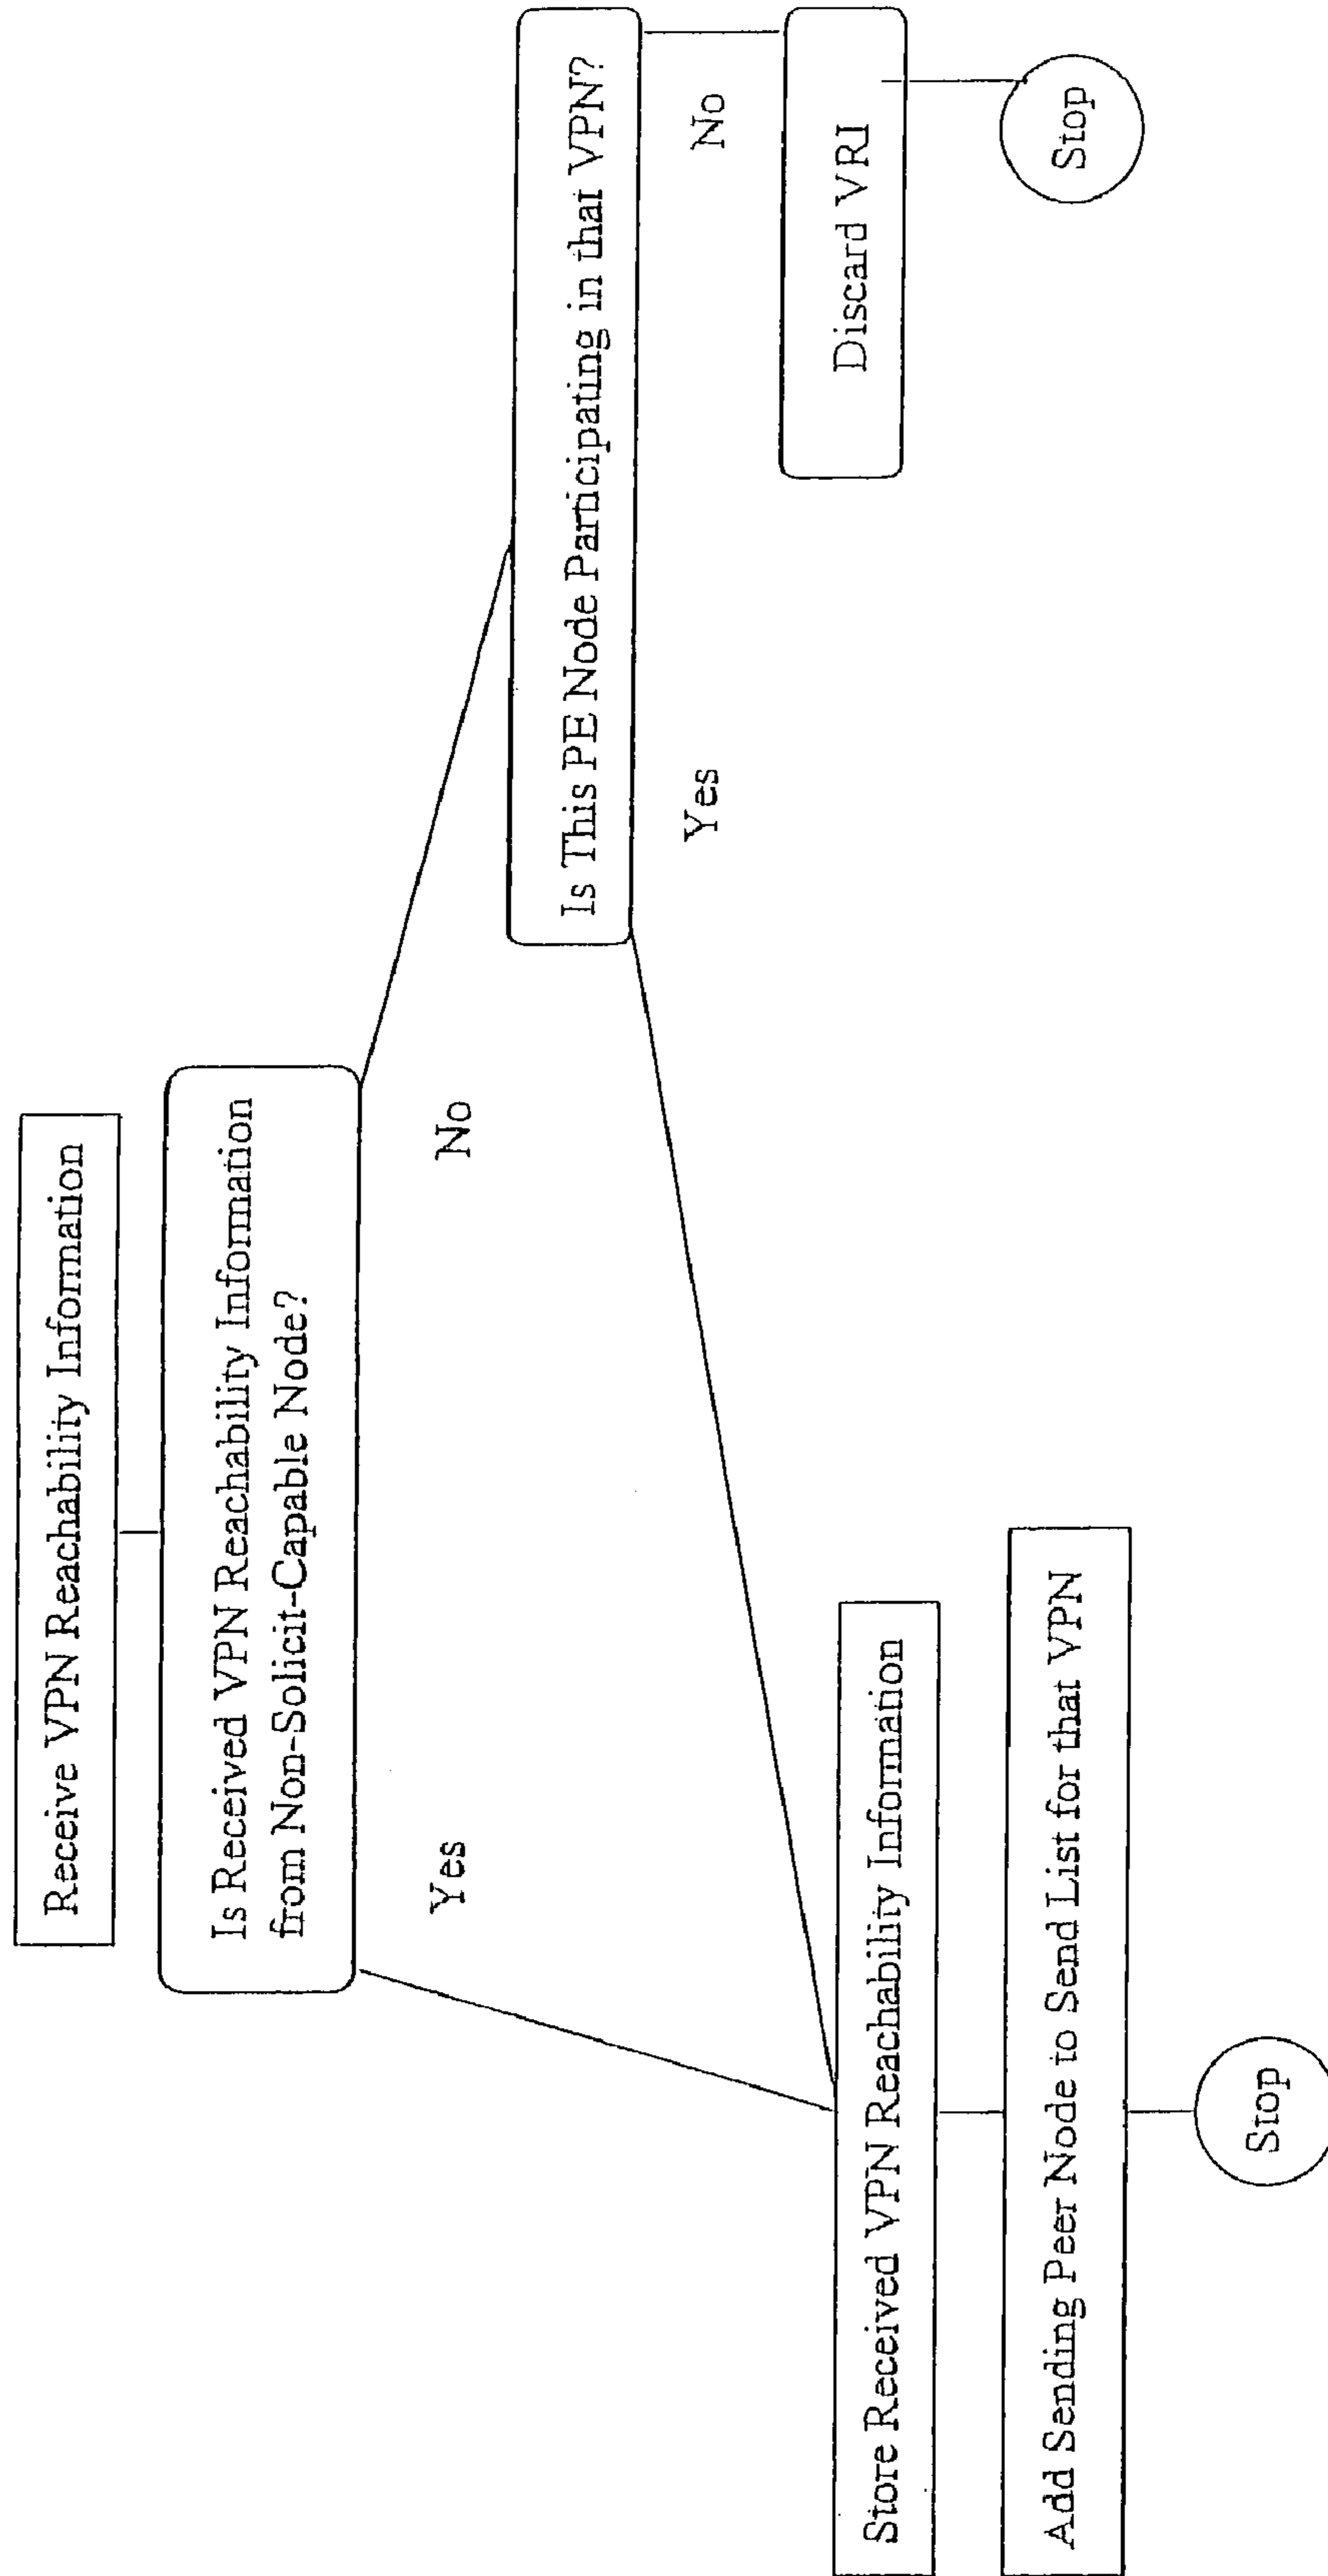 Receive VPN Reachability Information
Is Received VPN Reachability Information
from Non-Solicit-Capable Node?
Yes
No
Is This PE Node Participating in that VPN?
Yes
No
Store Received VPN Reachability Information
Discard VRI
Add Sending Peer Node to Send List for that VPN
Stop
Stop